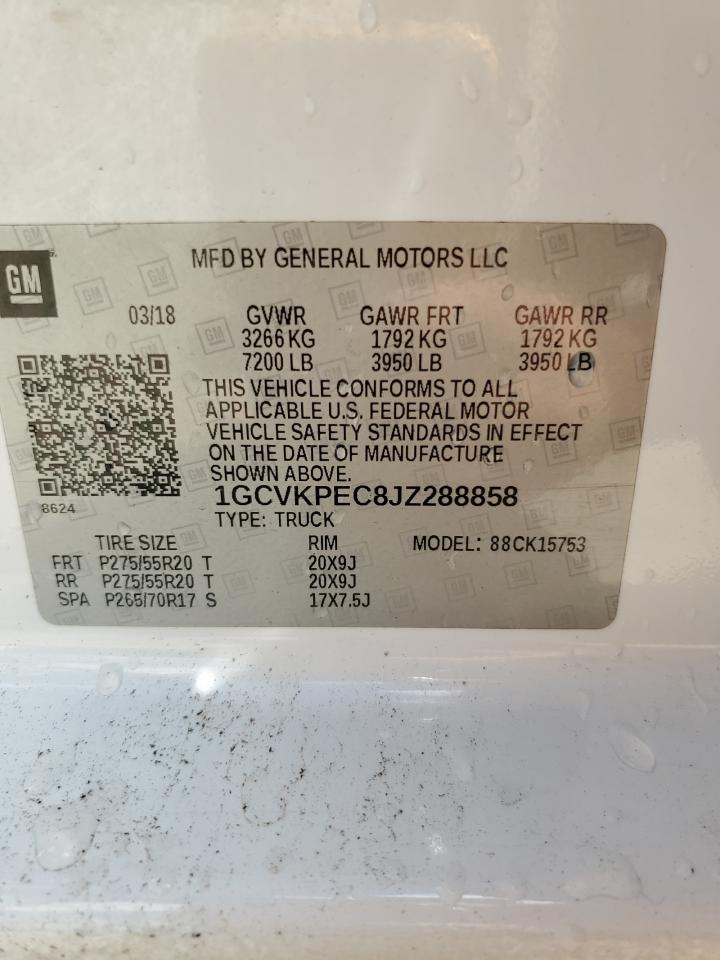 GM
MFD BY GENERAL MOTORS LLC
03/18 GVWR GAWR FRT GAWR RR
3266 KG 1792 KG 1792 KG
7200 LB 3950 LB 3950 LB
THIS VEHICLE CONFORMS TO ALL
APPLICABLE U.S. FEDERAL MOTOR
VEHICLE SAFETY STANDARDS IN EFFECT
ON THE DATE OF MANUFACTURE
SHOWN ABOVE.
8624 1GCVKPEC8JZ288858
TYPE: TRUCK
TIRE SIZE RIM MODEL: 88CK15753
FRT P275/55R20 T 20X9J
RR P275/55R20 T 20X9J
SPA P265/70R17 S 17X7.5J